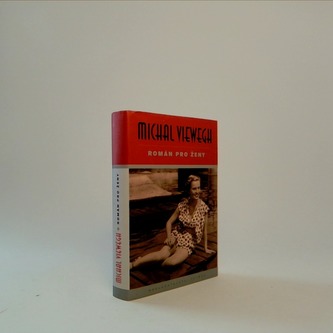 MICHAL VIEWEGH
ROMÁN PRO ŽENY
MICHAL VIEWEGH ROMÁN PRO ŽENY